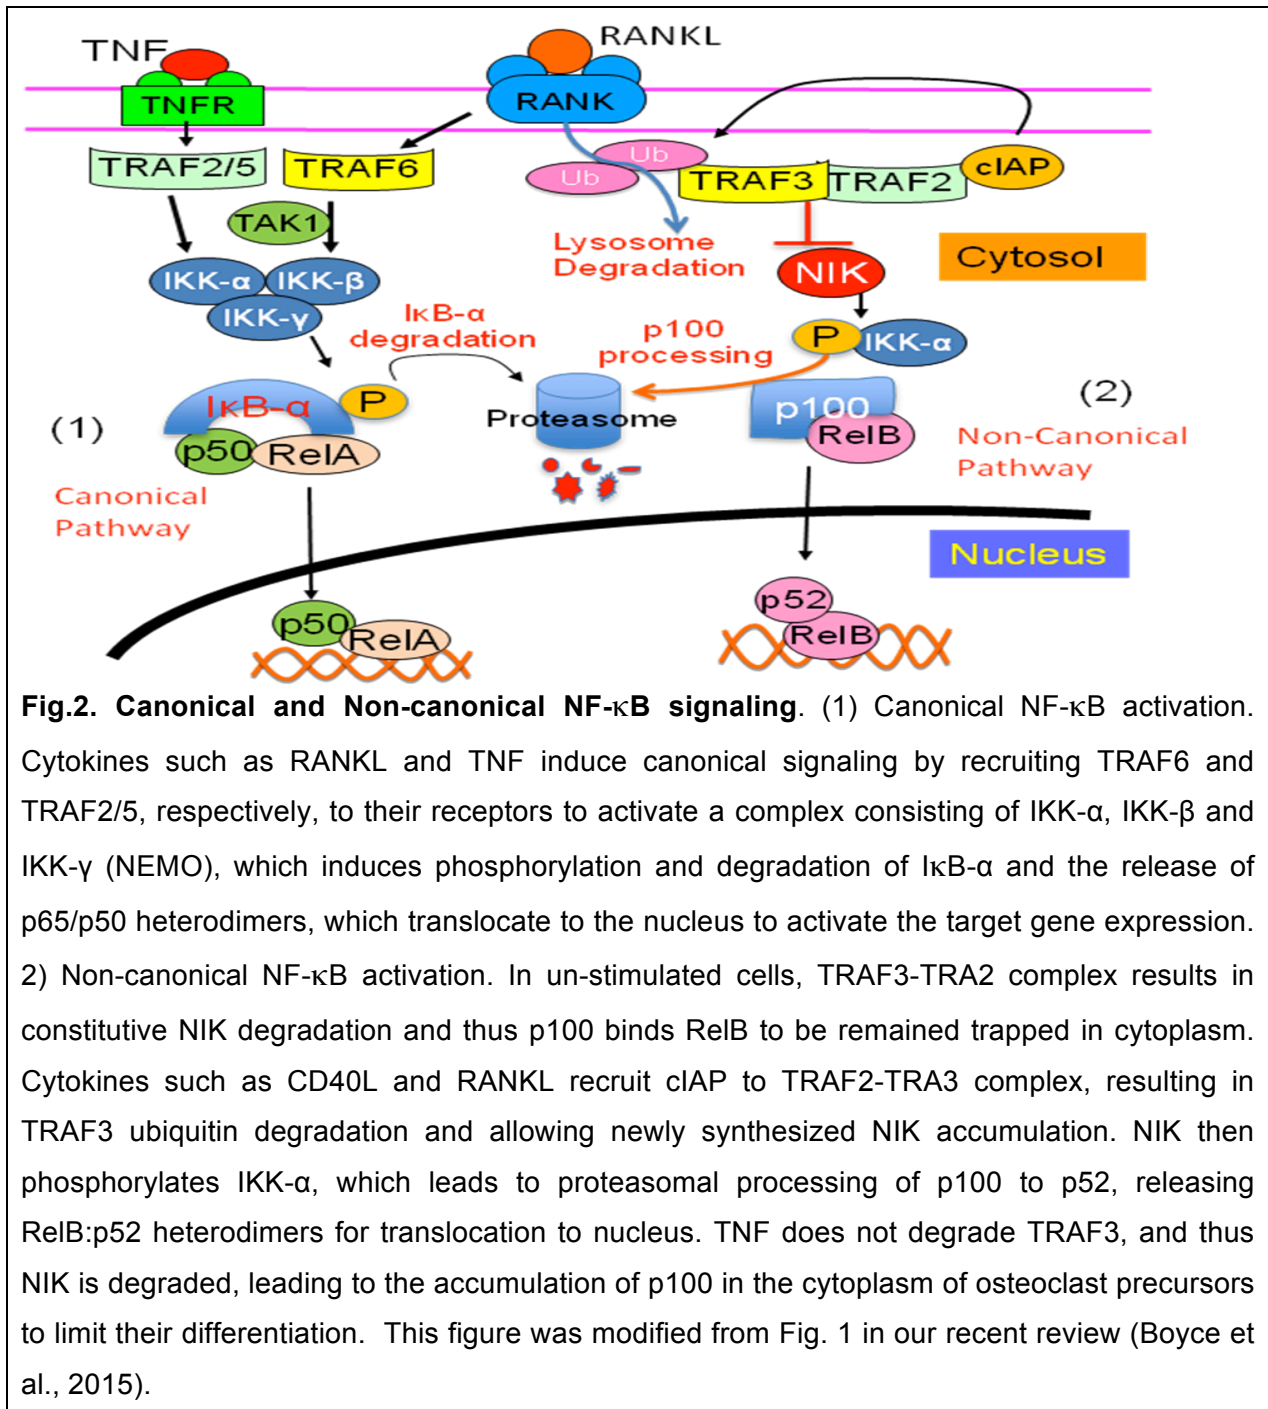 TNF
RANKL
TNFR
RANK
TRAF2/5
TRAF6
Ub
Ub
TRAF3
TRAF2
cIAP
TAK1
Lysosome
Degradation
NIK
Cytosol
IKK-α
IKK-β
IKK-γ
IκB-α
degradation
p100
processing
P
IKK-α
IκB-α
P
Proteasome
p100
RelB
(2)
(1)
p50
RelA
Non-Canonical
Pathway
Canonical
Pathway
Nucleus
p50
RelA
p52
RelB
Fig.2. Canonical and Non-canonical NF-κB signaling. (1) Canonical NF-κB activation.
Cytokines such as RANKL and TNF induce canonical signaling by recruiting TRAF6 and
TRAF2/5, respectively, to their receptors to activate a complex consisting of IKK-α, IKK-β and
IKK-γ (NEMO), which induces phosphorylation and degradation of IκB-α and the release of
p65/p50 heterodimers, which translocate to the nucleus to activate the target gene expression.
2) Non-canonical NF-κB activation. In un-stimulated cells, TRAF3-TRA2 complex results in
constitutive NIK degradation and thus p100 binds RelB to be remained trapped in cytoplasm.
Cytokines such as CD40L and RANKL recruit cIAP to TRAF2-TRA3 complex, resulting in
TRAF3 ubiquitin degradation and allowing newly synthesized NIK accumulation. NIK then
phosphorylates IKK-α, which leads to proteasomal processing of p100 to p52, releasing
RelB:p52 heterodimers for translocation to nucleus. TNF does not degrade TRAF3, and thus
NIK is degraded, leading to the accumulation of p100 in the cytoplasm of osteoclast precursors
to limit their differentiation. This figure was modified from Fig. 1 in our recent review (Boyce et
al., 2015).